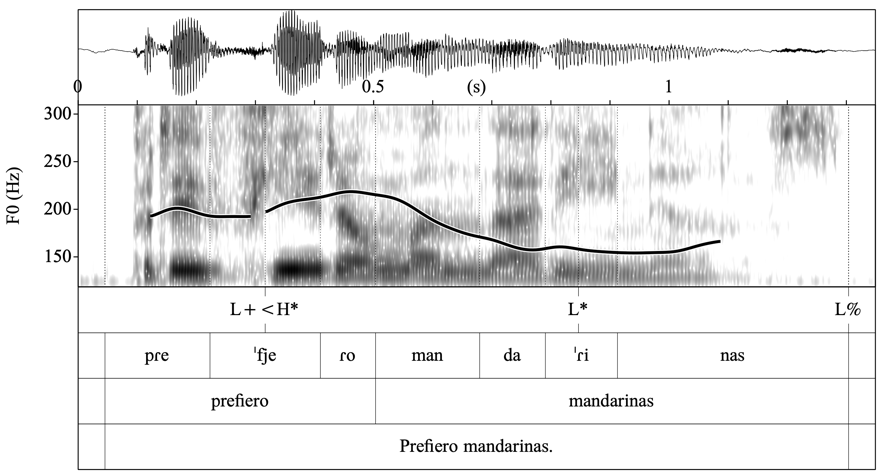 0 0.5 (s) 1
300
250
200
150
F0 (Hz)
L+<H* L* L%
pɾe ˈfje ɾo man da ˈɾi nas
prefiero mandarinas
Prefiero mandarinas.